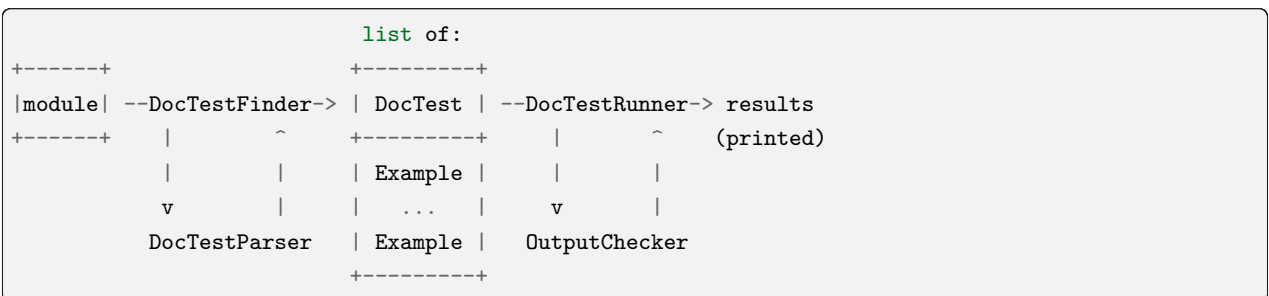 list of:
+------+                   +---------+
|module| --DocTestFinder-> | DocTest | --DocTestRunner-> results
+------+    |        ^     +---------+     |       ^    (printed)
            |        |     | Example |     |       |
            v        |     |   ...   |     v       |
           DocTestParser   | Example |   OutputChecker
                           +---------+